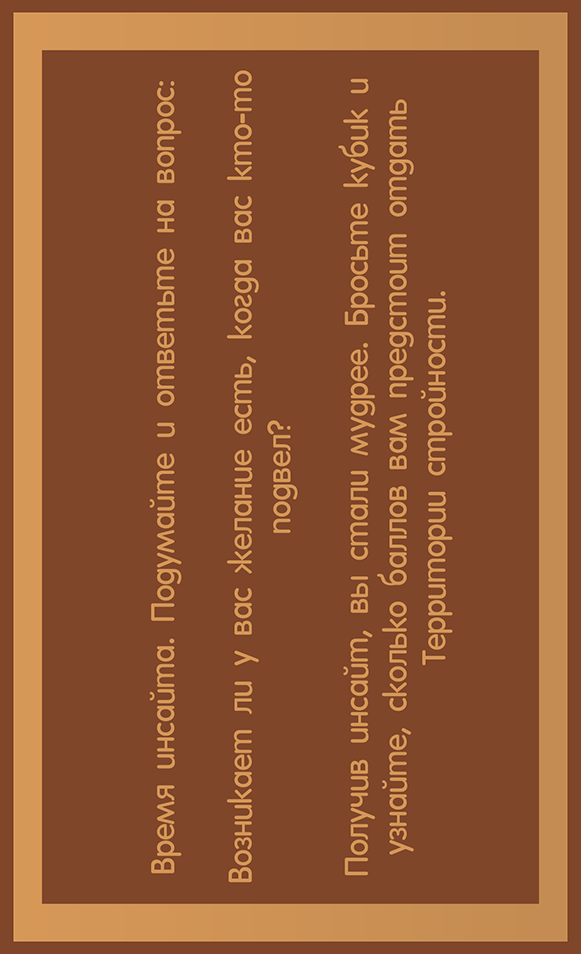 Время инсайта. Подумайте и ответьте на вопрос:
Возникает ли у вас желание есть, когда вас кто-то
подвел?
Получив инсайт, вы стали мудрее. Бросьте кубик и
узнайте, сколько баллов вам предстоит отдать
Территории стройности.